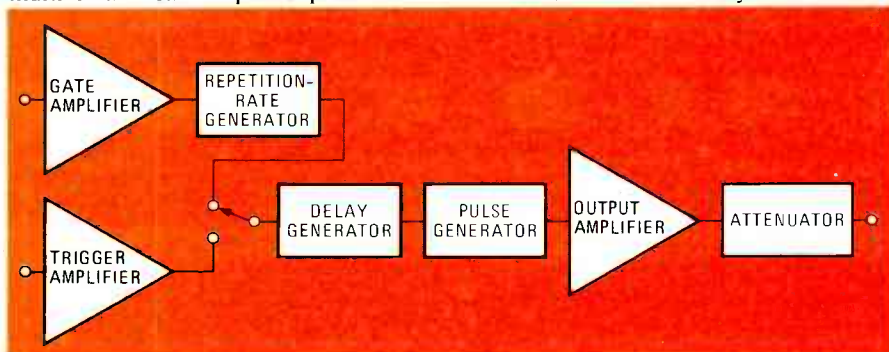 GATE
AMPLIFIER
REPETITION-
RATE
GENERATOR
TRIGGER
AMPLIFIER
DELAY
GENERATOR
PULSE
GENERATOR
OUTPUT
AMPLIFIER
ATTENUATOR